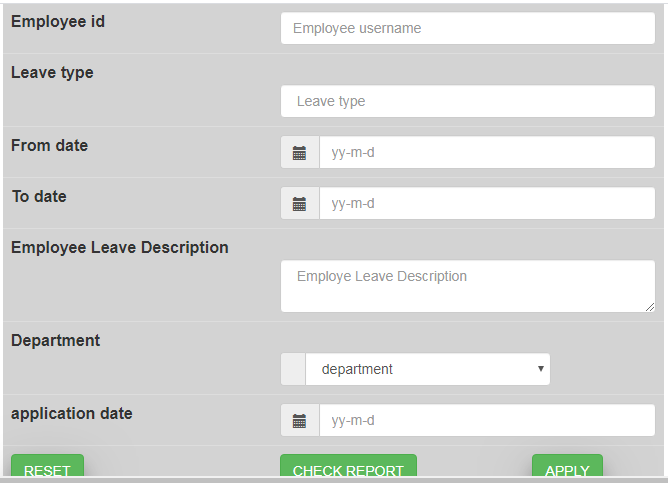 Employee id
Employee username
Leave type
Leave type
From date
yy-m-d
To date
yy-m-d
Employee Leave Description
Employe Leave Description
Department
department
application date
yy-m-d
RESET CHECK REPORT APPLY